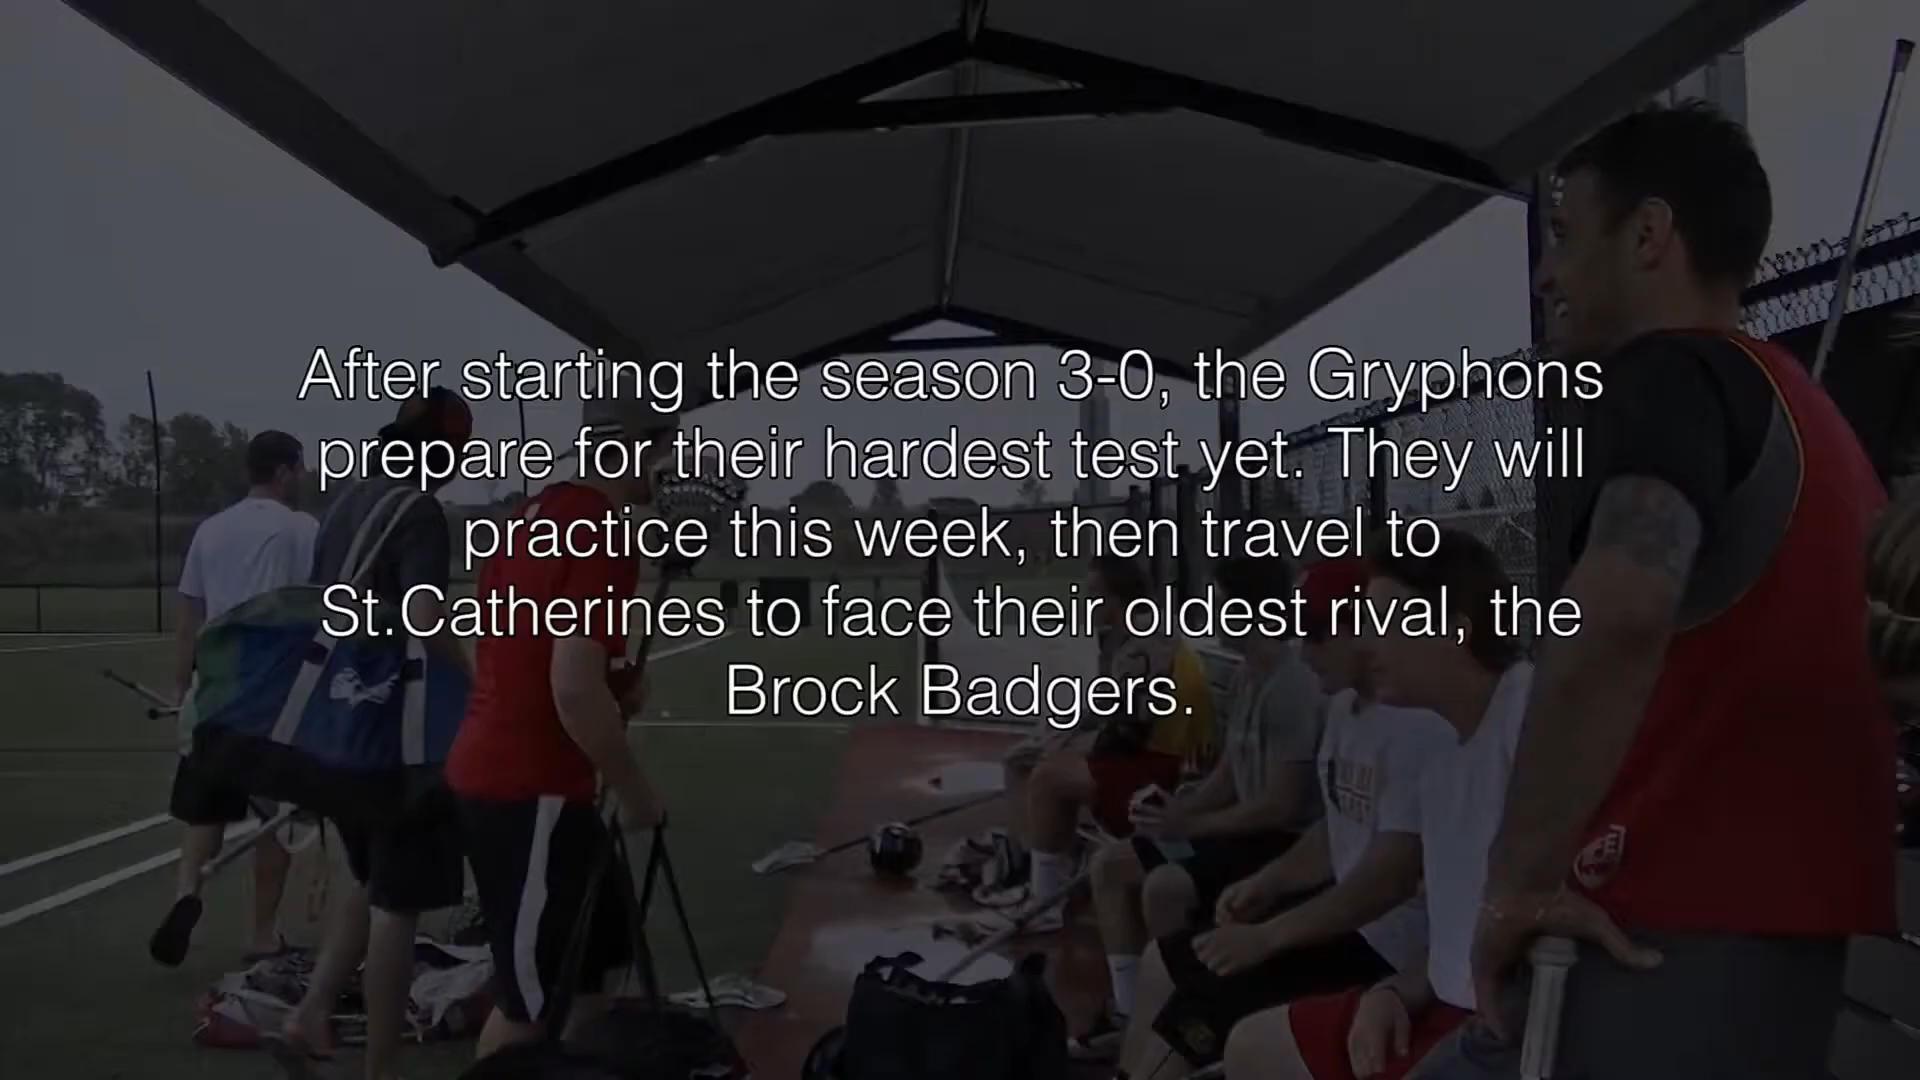 After starting the season 3-0, the Gryphons
prepare for their hardest test yet. They will
practice this week, then travel to
St.Catherines to face their oldest rival, the
Brock Badgers.